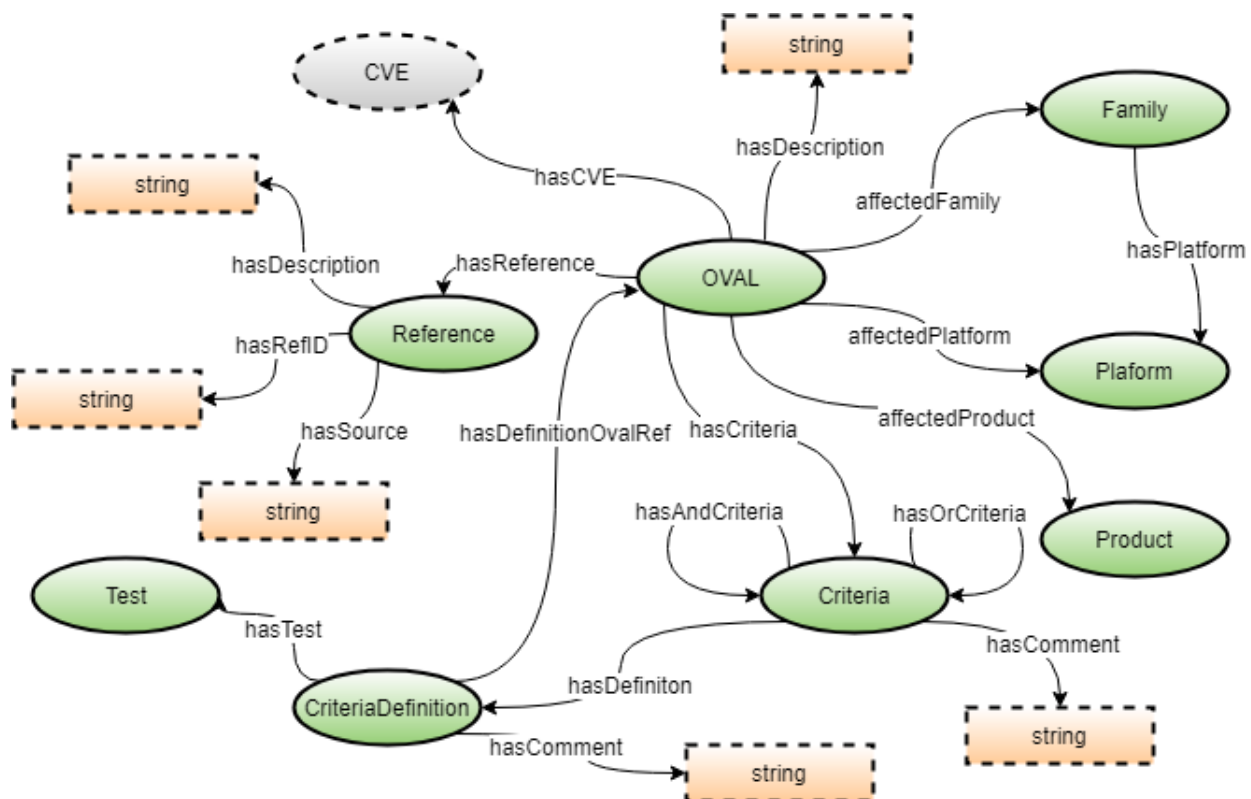 string
CVE
Family
hasDescription
hasCVE
string
affectedFamily
hasPlatform
hasDescription
hasReference
OVAL
Reference
hasRefID
affectedPlatform
Plaform
string
affectedProduct
hasSource
hasDefinitionOvalRef
hasCriteria
string
hasAndCriteria
hasOrCriteria
Product
Test
Criteria
hasTest
hasComment
hasDefiniton
CriteriaDefinition
string
hasComment
string